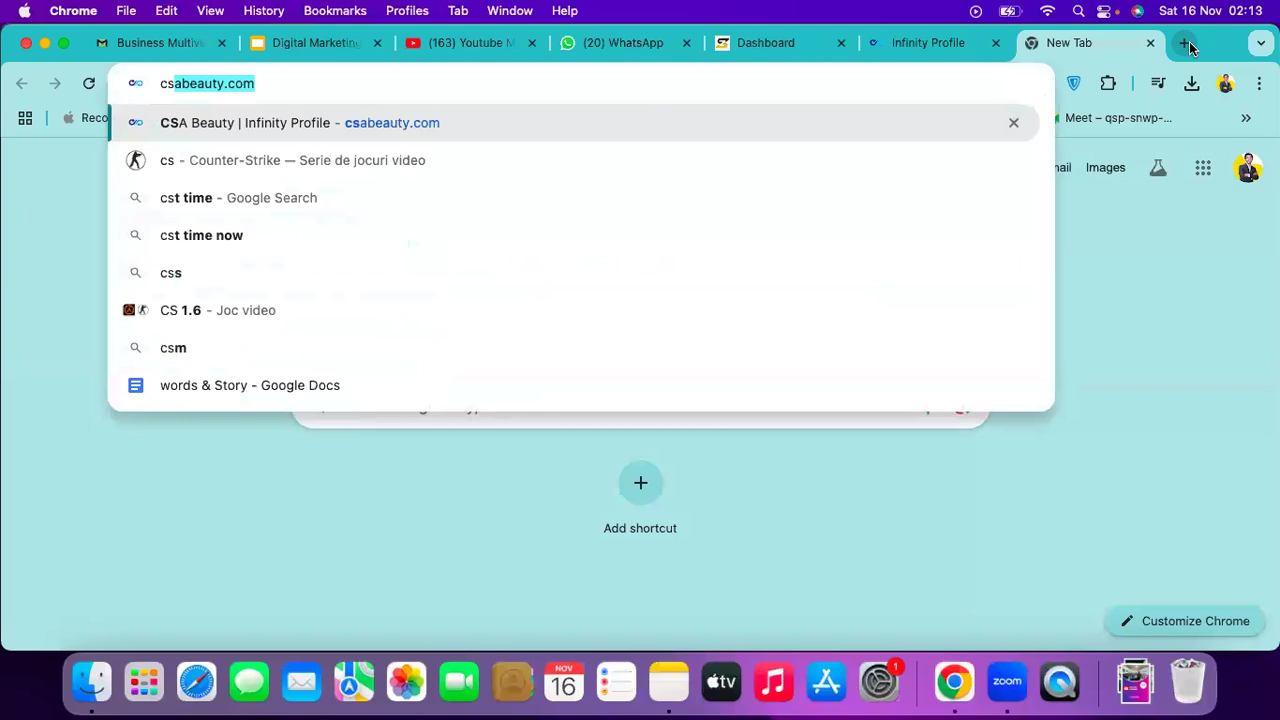 Chrome File Edit View History Bookmarks Profiles Tab Window Help Sat 16 Nov 02:13
Business Multiv Digital Marketing (163) Youtube M (20) WhatsApp Dashboard Infinity Profile New Tab
csabeauty.com
Reco Meet – qsp-snwp-... »
CSA Beauty | Infinity Profile - csabeauty.com
cs - Counter-Strike — Serie de jocuri video
Images
cst time - Google Search
cst time now
css
CS 1.6 - Joc video
csm
words & Story - Google Docs
Add shortcut
Customize Chrome
NOV
16
tv
zoom
1